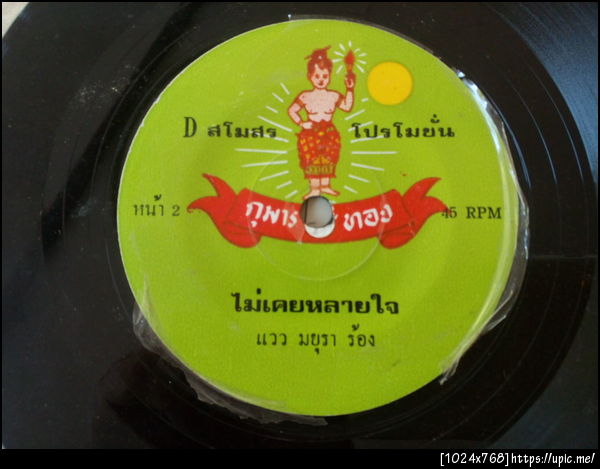 D สโมสร โปรโมชั่น
หน้า 2
กุมารทอง
45 RPM
ไม่เคยหลายใจ
แวว มยุรา ร้อง
[1024x768]https://upic.me/